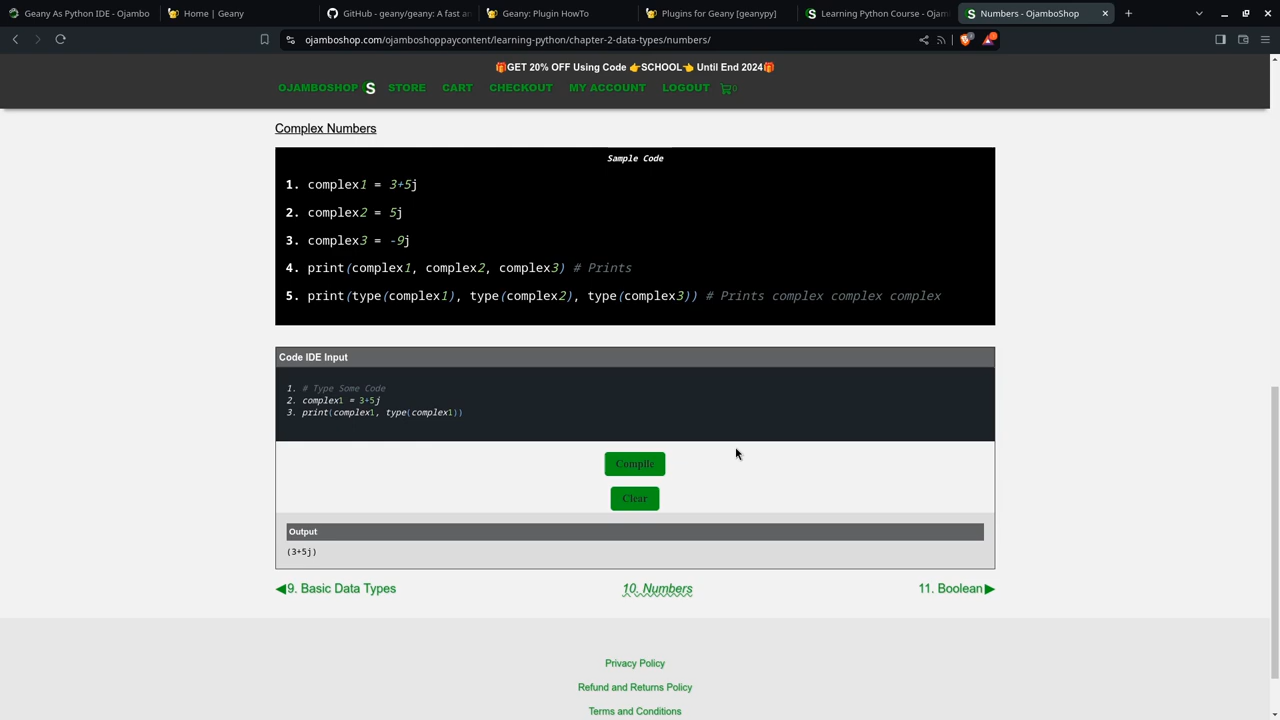 Geany As Python IDE - Ojambo
Home | Geany
GitHub - geany/geany: A fast an
Geany: Plugin HowTo
Plugins for Geany [geanypy]
Learning Python Course - Ojam
Numbers - OjamboShop
ojamboshop.com/ojamboshoppaycontent/learning-python/chapter-2-data-types/numbers/
🎁GET 20% OFF Using Code 👉SCHOOL👈 Until End 2024🎁
OJAMBOSHOP S STORE CART CHECKOUT MY ACCOUNT LOGOUT 0
Complex Numbers
Sample Code
1. complex1 = 3+5j
2. complex2 = 5j
3. complex3 = -9j
4. print(complex1, complex2, complex3) # Prints
5. print(type(complex1), type(complex2), type(complex3)) # Prints complex complex complex
Code IDE Input
1. # Type Some Code
2. complex1 = 3+5j
3. print(complex1, type(complex1))
Compile
Clear
Output
(3+5j)
◀9. Basic Data Types
10. Numbers
11. Boolean▶
Privacy Policy
Refund and Returns Policy
Terms and Conditions